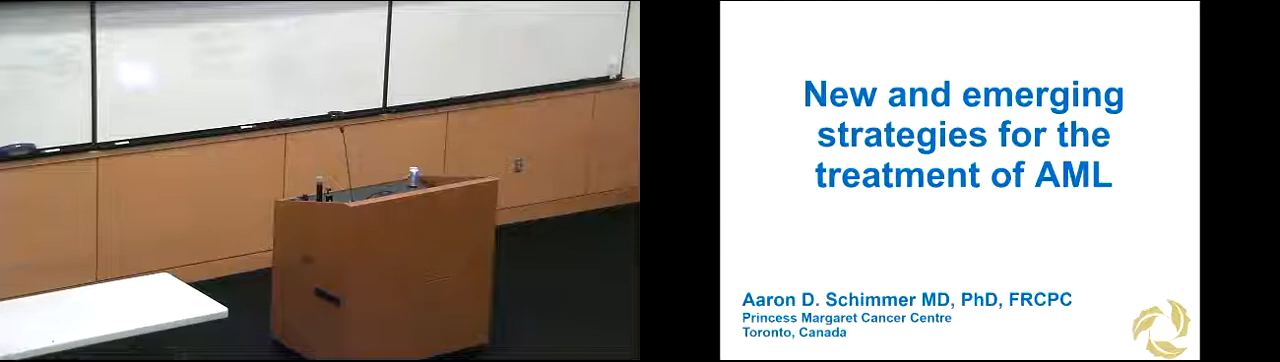 New and emerging
strategies for the
treatment of AML
Aaron D. Schimmer MD, PhD, FRCPC
Princess Margaret Cancer Centre
Toronto, Canada